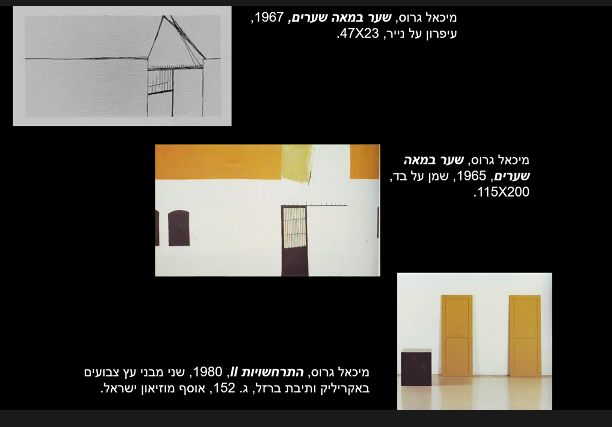 מיכאל גרוס, שער במאה שערים, 1967,
עיפרון על נייר, 47X23.
מיכאל גרוס, שער במאה
שערים, 1965, שמן על בד,
115X200.
מיכאל גרוס, התרחשויות II, 1980, שני מבני עץ צבועים
באקריליק ותיבת ברזל, ג. 152, אוסף מוזיאון ישראל.